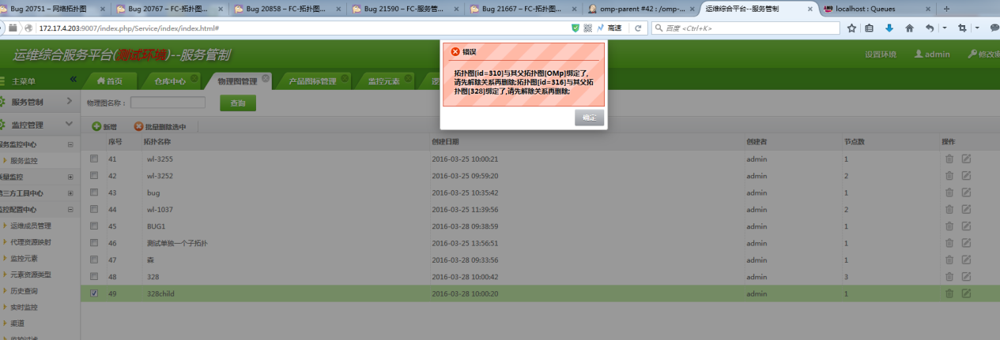 Bug 20751 – 网络拓扑图
Bug 20767 – FC-拓扑图...
Bug 20858 – FC-拓扑图...
Bug 21590 – FC-服务管...
Bug 21667 – FC-拓扑图...
omp-parent #42 : /omp-...
运维综合平台--服务管制
localhost : Queues
172.17.4.203:9007/index.php/Service/index/index.html#
高速
百度 <Ctrl+K>
运维综合服务平台(测试环境)--服务管制
设置环境
admin
主菜单
首页
仓库中心
物理图管理
产品图标管理
监控元素
错误
拓扑图[id=310]与其父拓扑图[OMp]绑定了,
请先解除关系再删除;拓扑图[id=316]与其父拓
扑图[328]绑定了,请先解除关系再删除;
确定
服务管制
监控管理
服务监控中心
服务监控
质量监控
第三方工具中心
监控配置中心
运维成员管理
代理资源映射
监控元素
元素资源类型
历史查询
实时监控
渠道
监控过滤
物理图名称：
查询
新增
批量删除选中
序号 拓扑名称 创建日期 创建者 节点数 操作
41 wl-3255 2016-03-25 10:00:21 admin 1
42 wl-3252 2016-03-25 09:59:20 admin 2
43 bug 2016-03-25 10:35:42 admin 1
44 wl-1037 2016-03-25 11:39:56 admin 2
45 BUG1 2016-03-28 09:38:59 admin 1
46 测试单独一个子拓扑 2016-03-25 13:56:51 admin 1
47 森 2016-03-28 09:33:56 admin 1
48 328 2016-03-28 10:00:42 admin 3
49 328child 2016-03-28 10:00:20 admin 1